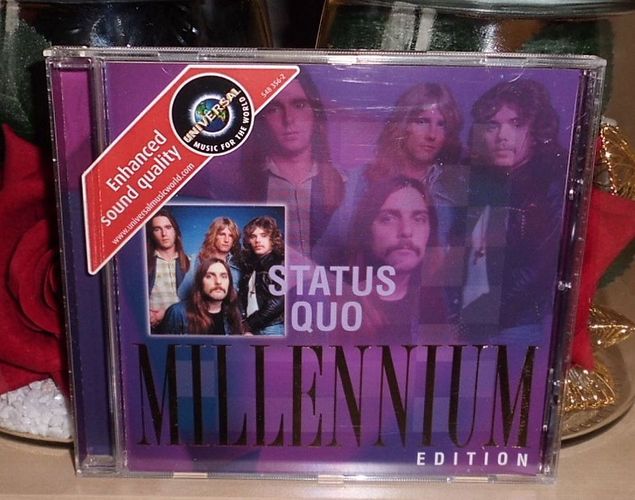 Enhanced
sound quality
www.universalmusicworld.com
UNIVERSAL
MUSIC FOR THE WORLD
548 356-2
STATUS
QUO
MILLENNIUM
EDITION